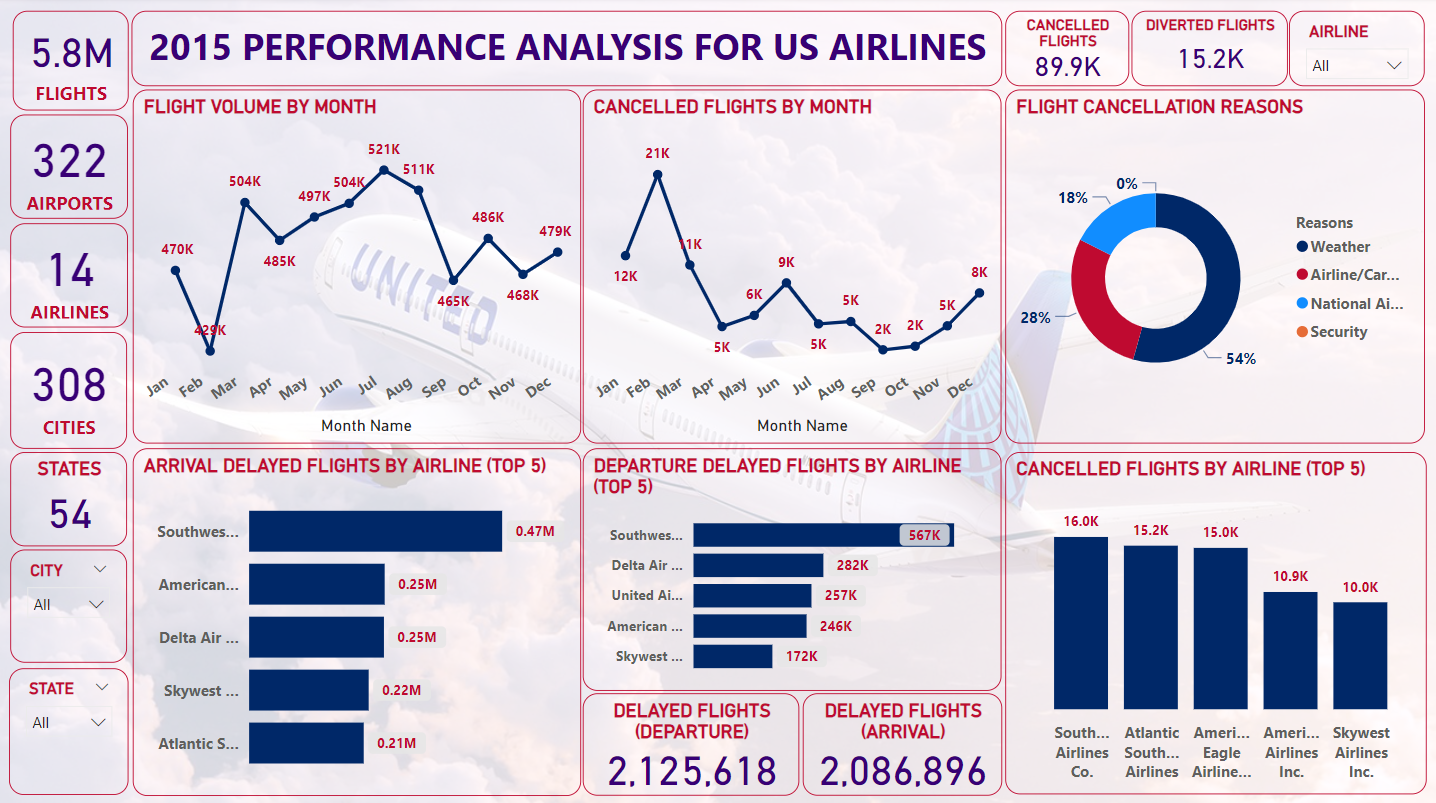 5.8M
FLIGHTS
322
AIRPORTS
14
AIRLINES
308
CITIES
STATES
54
CITY
All
STATE
All
2015 PERFORMANCE ANALYSIS FOR US AIRLINES
CANCELLED
FLIGHTS
89.9K
DIVERTED FLIGHTS
15.2K
AIRLINE
All
FLIGHT VOLUME BY MONTH
470K
429K
504K
485K
497K
504K
521K
511K
465K
486K
468K
479K
Jan
Feb
Mar
Apr
May
Jun
Jul
Aug
Sep
Oct
Nov
Dec
Month Name
UNITED
CANCELLED FLIGHTS BY MONTH
12K
21K
11K
5K
6K
9K
5K
5K
2K
2K
5K
8K
Jan
Feb
Mar
Apr
May
Jun
Jul
Aug
Sep
Oct
Nov
Dec
Month Name
FLIGHT CANCELLATION REASONS
0%
18%
28%
54%
Reasons
Weather
Airline/Car...
National Ai...
Security
ARRIVAL DELAYED FLIGHTS BY AIRLINE (TOP 5)
Southwes... 0.47M
American... 0.25M
Delta Air ... 0.25M
Skywest ... 0.22M
Atlantic S... 0.21M
DEPARTURE DELAYED FLIGHTS BY AIRLINE
(TOP 5)
Southwes... 567K
Delta Air ... 282K
United Ai... 257K
American ... 246K
Skywest ... 172K
DELAYED FLIGHTS
(DEPARTURE)
2,125,618
DELAYED FLIGHTS
(ARRIVAL)
2,086,896
CANCELLED FLIGHTS BY AIRLINE (TOP 5)
16.0K
15.2K
15.0K
10.9K
10.0K
South...
Airlines
Co.
Atlantic
South...
Airlines
Ameri...
Eagle
Airline...
Ameri...
Airlines
Inc.
Skywest
Airlines
Inc.